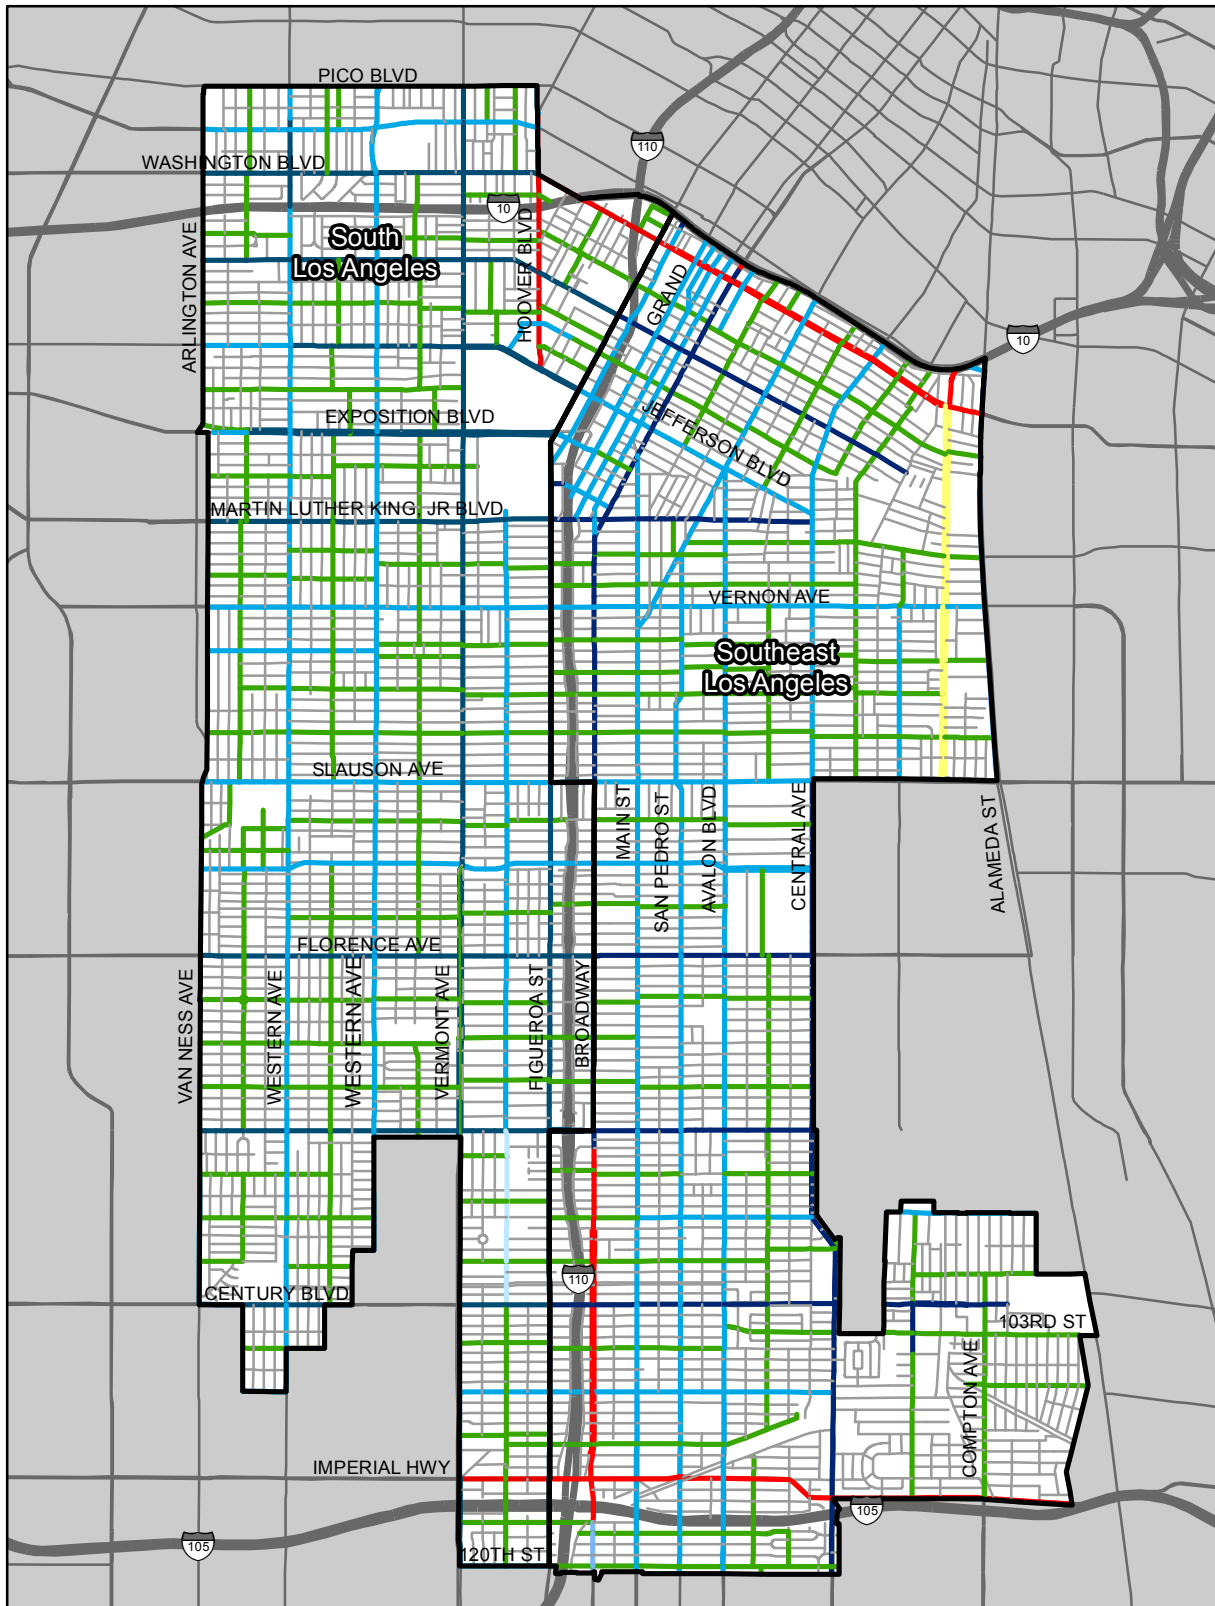 PICO BLVD
110
WASHINGTON BLVD
10
South
Los Angeles
ARLINGTON AVE
HOOVER BLVD
GRAND
10
EXPOSITION BLVD
JEFFERSON BLVD
MARTIN LUTHER KING, JR BLVD
VERNON AVE
Southeast
Los Angeles
SLAUSON AVE
MAIN ST
SAN PEDRO ST
AVALON BLVD
CENTRAL AVE
ALAMEDA ST
FLORENCE AVE
VAN NESS AVE
WESTERN AVE
WESTERN AVE
VERMONT AVE
FIGUEROA ST
BROADWAY
110
CENTURY BLVD
103RD ST
COMPTON AVE
IMPERIAL HWY
105
105
120TH ST